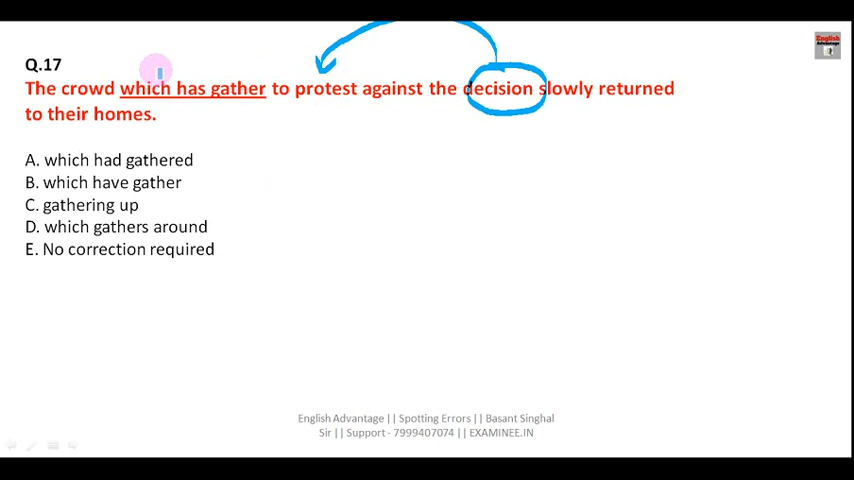 English
Advantage
Q.17
The crowd which has gather to protest against the decision slowly returned
to their homes.
A. which had gathered
B. which have gather
C. gathering up
D. which gathers around
E. No correction required
English Advantage || Spotting Errors || Basant Singhal
Sir || Support - 7999407074 || EXAMINEE.IN